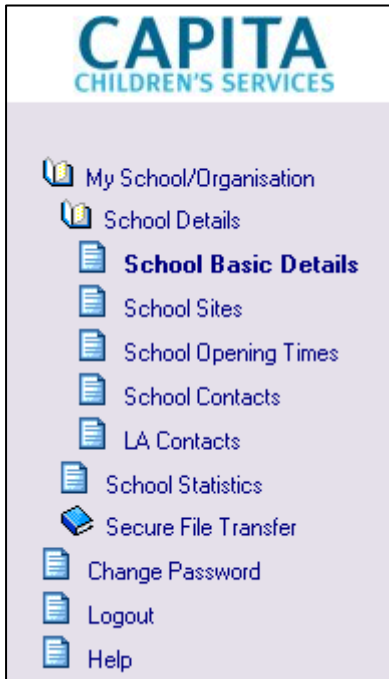 CAPITA
CHILDREN'S SERVICES
My School/Organisation
School Details
School Basic Details
School Sites
School Opening Times
School Contacts
LA Contacts
School Statistics
Secure File Transfer
Change Password
Logout
Help